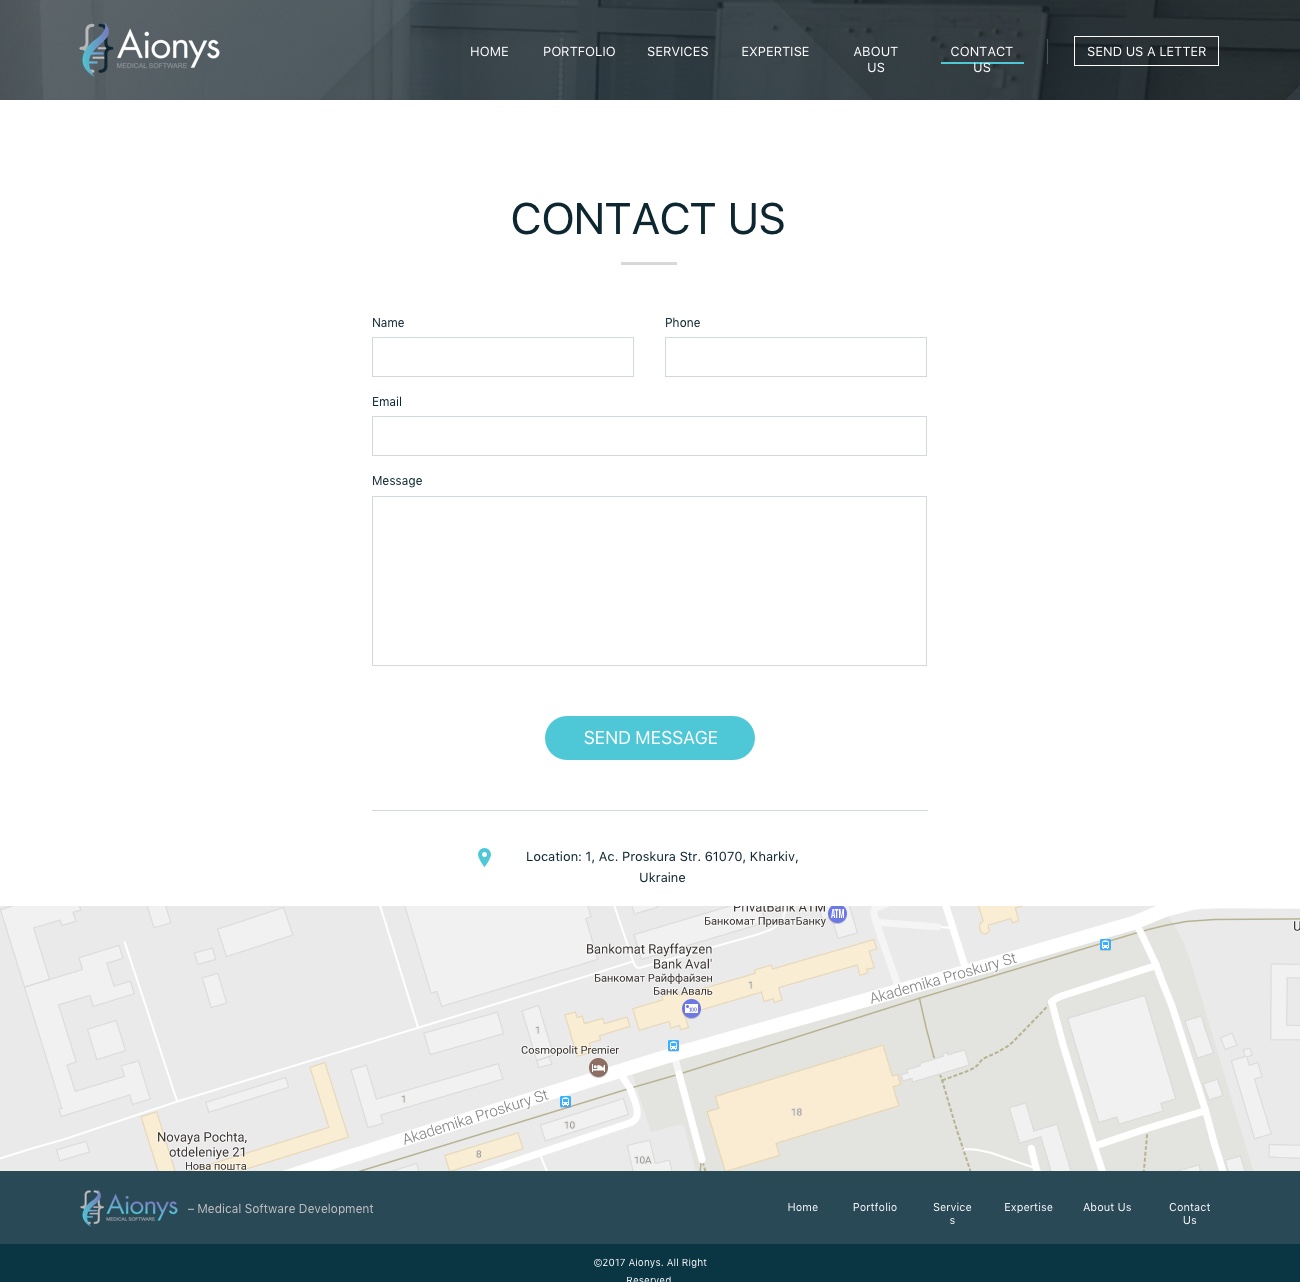 Aionys
MEDICAL SOFTWARE
HOME
PORTFOLIO
SERVICES
EXPERTISE
ABOUT
US
CONTACT
US
SEND US A LETTER
CONTACT US
Name
Phone
Email
Message
SEND MESSAGE
Location: 1, Ac. Proskura Str. 61070, Kharkiv,
Ukraine
PrivatBank ATM
Банкомат ПриватБанку
ATM
Bankomat Rayffayzen
Bank Aval'
Банкомат Райффайзен
Банк Аваль
1
Akademika Proskury St
1
Cosmopolit Premier
1
Akademika Proskury St
10
18
8
10A
Novaya Pochta,
otdeleniye 21
Нова пошта
Aionys
MEDICAL SOFTWARE
– Medical Software Development
Home
Portfolio
Service
s
Expertise
About Us
Contact
Us
©2017 Aionys. All Right
Reserved